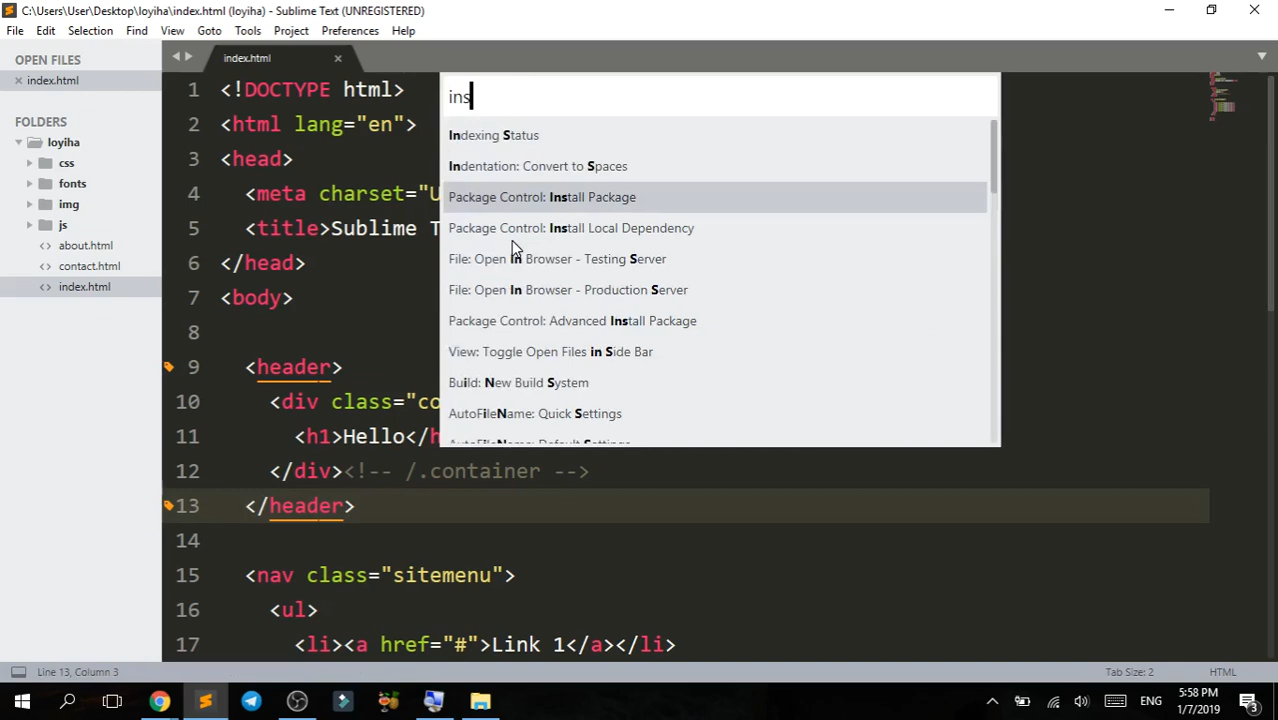 C:\Users\User\Desktop\loyiha\index.html (loyiha) - Sublime Text (UNREGISTERED)
File Edit Selection Find View Goto Tools Project Preferences Help
OPEN FILES
index.html
FOLDERS
loyiha
css
fonts
img
js
about.html
contact.html
index.html
index.html
ins
Indexing Status
Indentation: Convert to Spaces
Package Control: Install Package
Package Control: Install Local Dependency
File: Open In Browser - Testing Server
File: Open In Browser - Production Server
Package Control: Advanced Install Package
View: Toggle Open Files in Side Bar
Build: New Build System
AutoFileName: Quick Settings
AutoFileName: Default Settings
1 <!DOCTYPE html>
2 <html lang="en">
3 <head>
4 <meta charset="U
5 <title>Sublime T
6 </head>
7 <body>
8
9 <header>
10 <div class="co
11 <h1>Hello</h
12 </div><!-- /.container -->
13 </header>
14
15 <nav class="sitemenu">
16 <ul>
17 <li><a href="#">Link 1</a></li>
Line 13, Column 3
Tab Size: 2
HTML
ENG
5:58 PM
1/7/2019
3